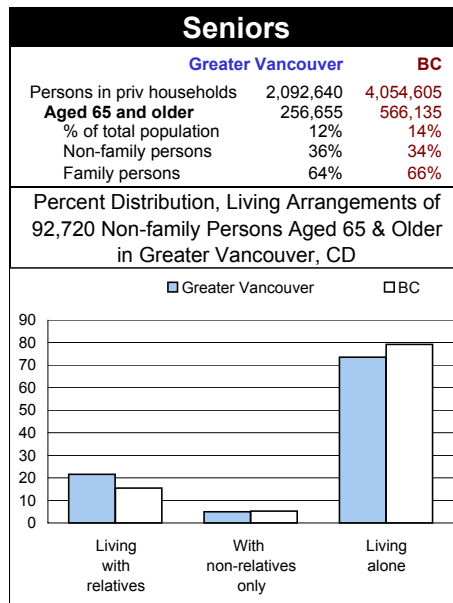 Seniors
Greater Vancouver BC
Persons in priv households 2,092,640 4,054,605
Aged 65 and older 256,655 566,135
% of total population 12% 14%
Non-family persons 36% 34%
Family persons 64% 66%
Percent Distribution, Living Arrangements of
92,720 Non-family Persons Aged 65 & Older
in Greater Vancouver, CD
Greater Vancouver BC
90
80
70
60
50
40
30
20
10
0
Living with relatives
With non-relatives only
Living alone